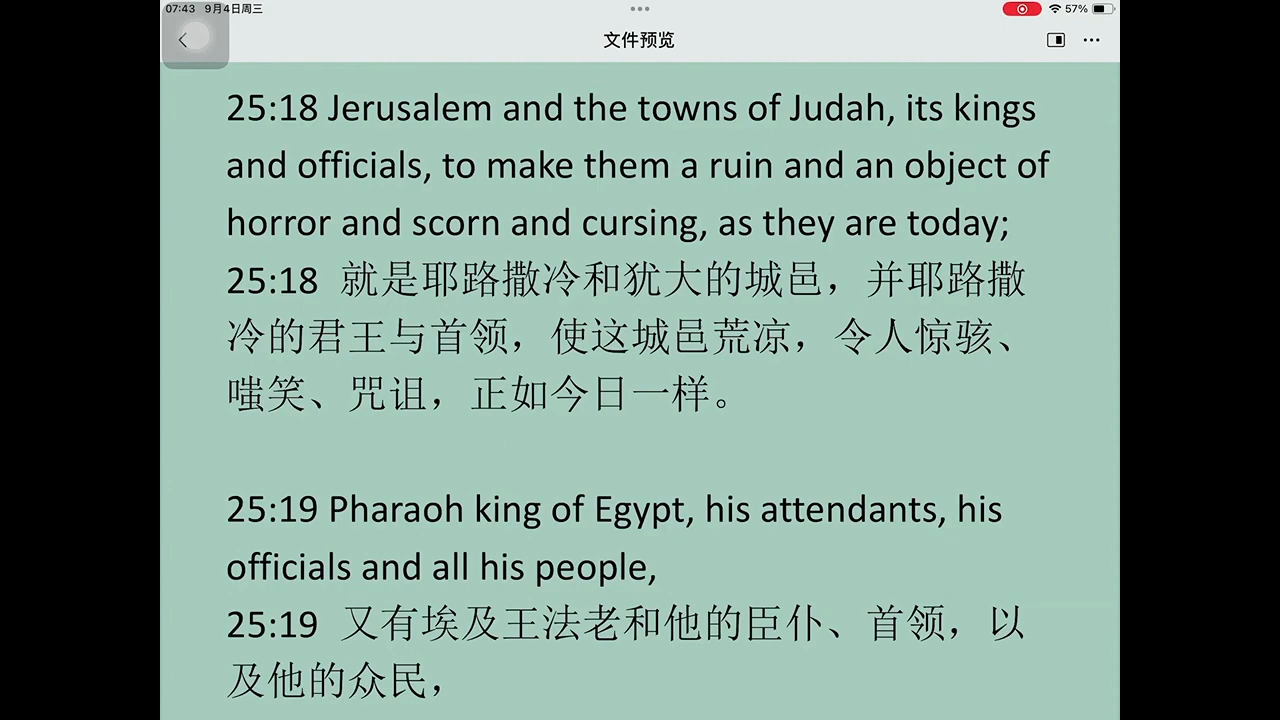 07:43 9月4日周三
57%
文件预览
25:18 Jerusalem and the towns of Judah, its kings
and officials, to make them a ruin and an object of
horror and scorn and cursing, as they are today;
25:18 就是耶路撒冷和犹大的城邑，并耶路撒
冷的君王与首领，使这城邑荒凉，令人惊骇、
嗤笑、咒诅，正如今日一样。
25:19 Pharaoh king of Egypt, his attendants, his
officials and all his people,
25:19 又有埃及王法老和他的臣仆、首领，以
及他的众民，